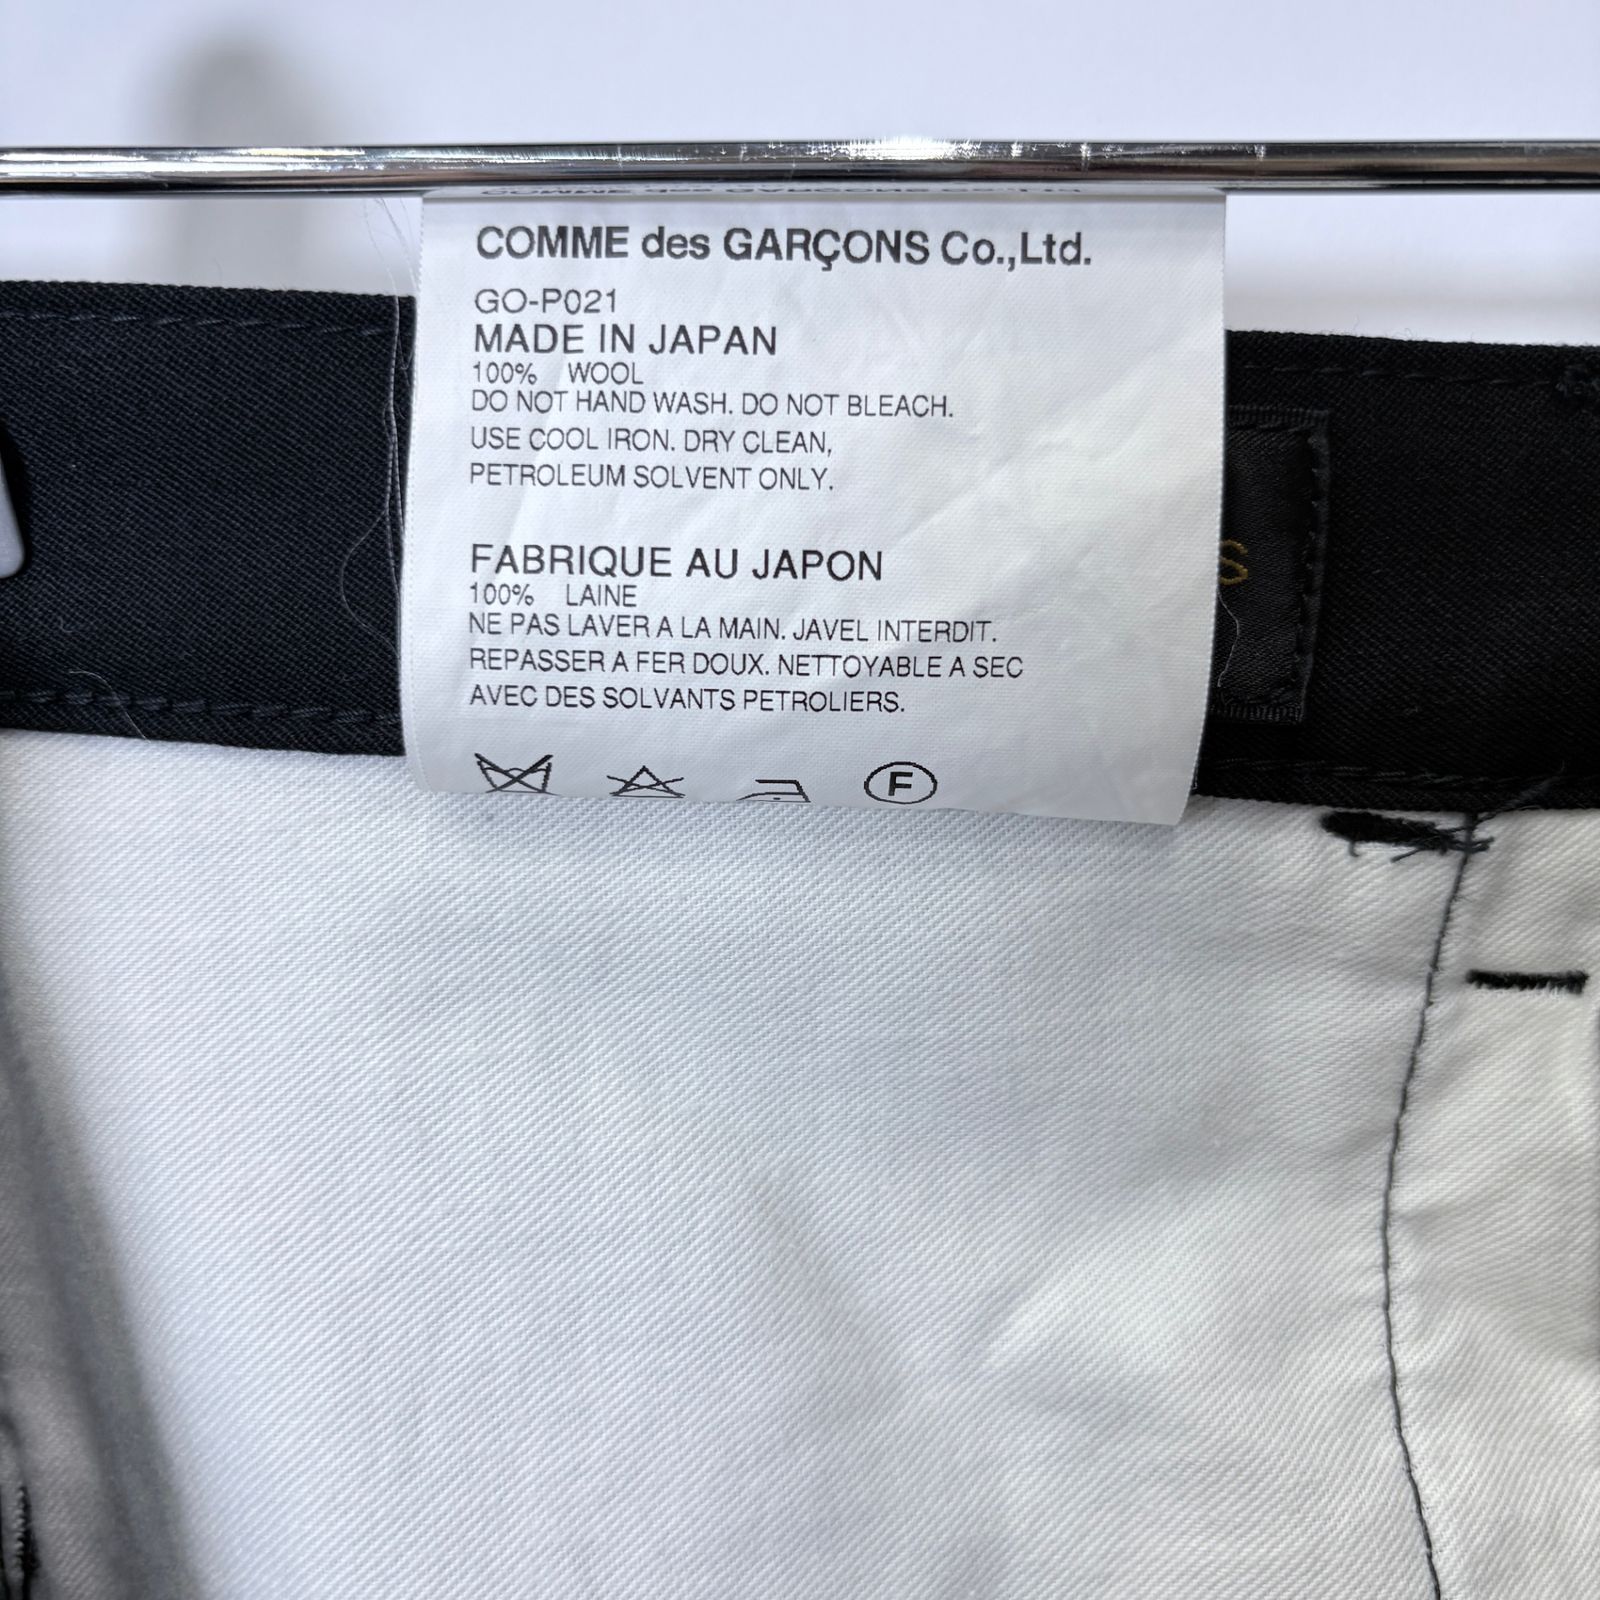 COMME des GARÇONS Co.,Ltd.
GO-P021
MADE IN JAPAN
100% WOOL
DO NOT HAND WASH. DO NOT BLEACH.
USE COOL IRON. DRY CLEAN,
PETROLEUM SOLVENT ONLY.
FABRIQUE AU JAPON
100% LAINE
NE PAS LAVER A LA MAIN. JAVEL INTERDIT.
REPASSER A FER DOUX. NETTOYABLE A SEC
AVEC DES SOLVANTS PETROLIERS.
F
S